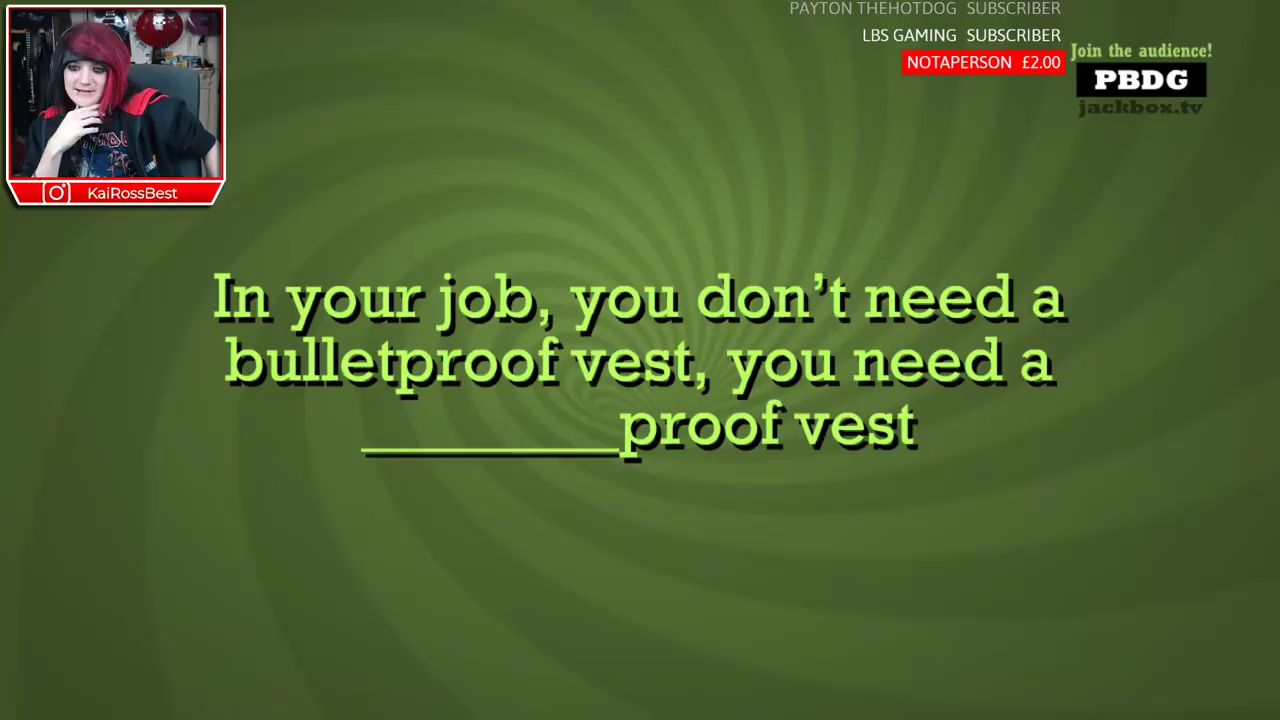 PAYTON THEHOTDOG SUBSCRIBER
LBS GAMING SUBSCRIBER
NOTAPERSON £2.00
Join the audience!
PBDG
jackbox.tv
KaiRossBest
In your job, you don't need a
bulletproof vest, you need a
________proof vest